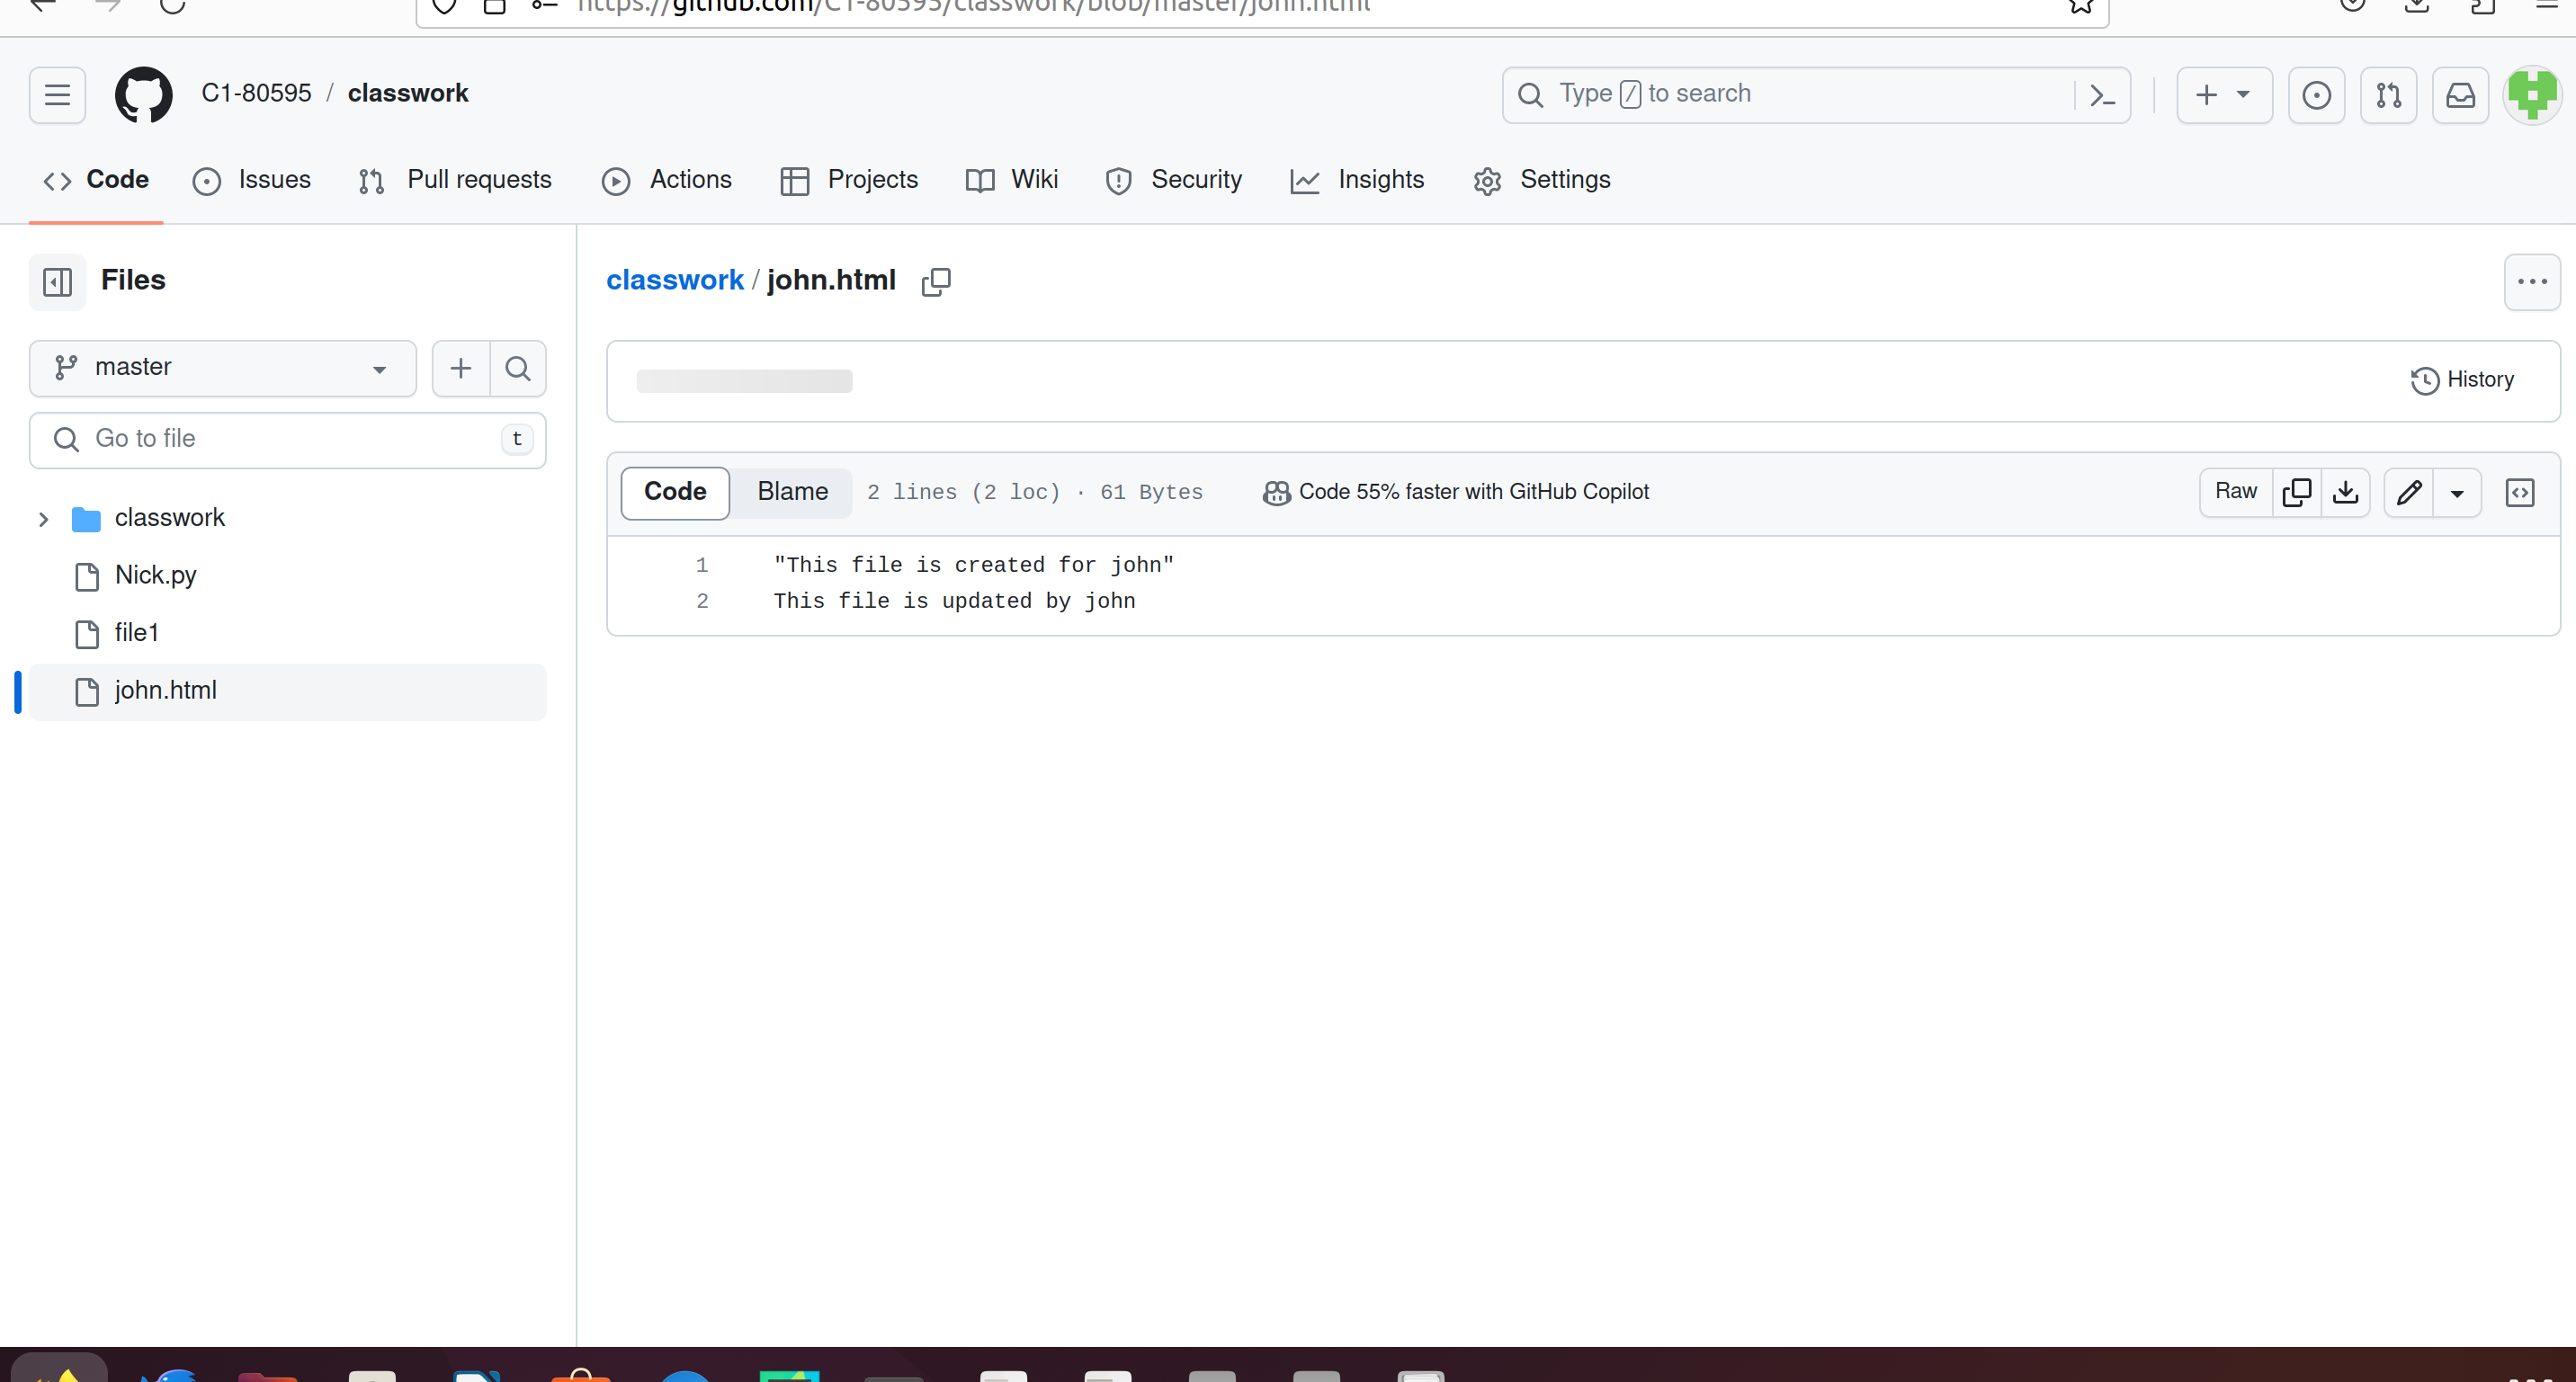 https://github.com/C1-80595/classwork/blob/master/john.html
C1-80595 / classwork
Type / to search
Code
Issues
Pull requests
Actions
Projects
Wiki
Security
Insights
Settings
Files
classwork / john.html
master
History
Go to file
t
Code
Blame
2 lines (2 loc) · 61 Bytes
Code 55% faster with GitHub Copilot
Raw
classwork
1 "This file is created for john"
Nick.py
2 This file is updated by john
file1
john.html